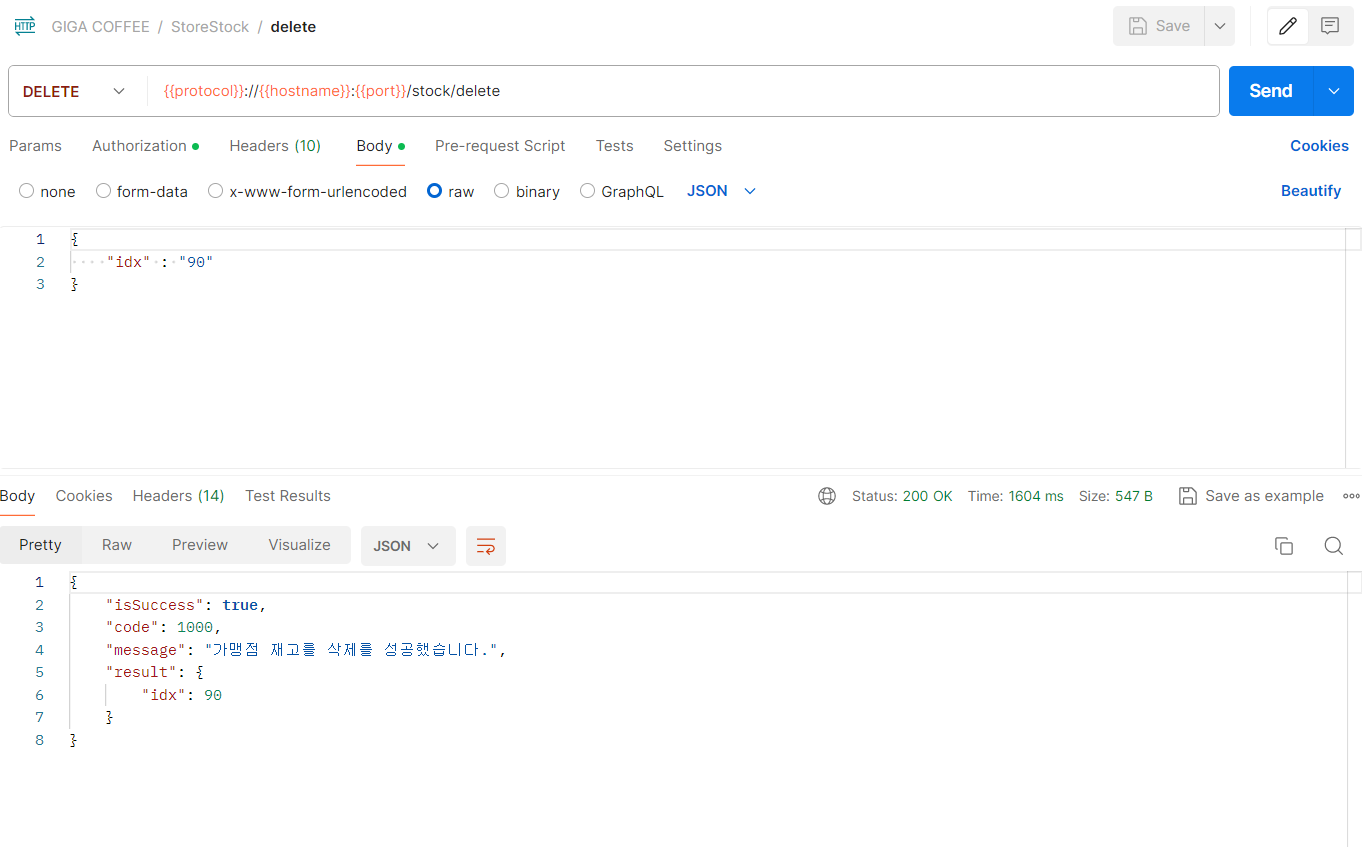 HTTP GIGA COFFEE / StoreStock / delete Save
DELETE {{protocol}}://{{hostname}}:{{port}}/stock/delete Send
Params Authorization Headers (10) Body Pre-request Script Tests Settings Cookies
none form-data x-www-form-urlencoded raw binary GraphQL JSON Beautify
1 {
2 ····"idx"·:·"90"
3 }
Body Cookies Headers (14) Test Results Status: 200 OK Time: 1604 ms Size: 547 B Save as example
Pretty Raw Preview Visualize JSON
1 {
2 "isSuccess": true,
3 "code": 1000,
4 "message": "가맹점 재고를 삭제를 성공했습니다.",
5 "result": {
6 "idx": 90
7 }
8 }